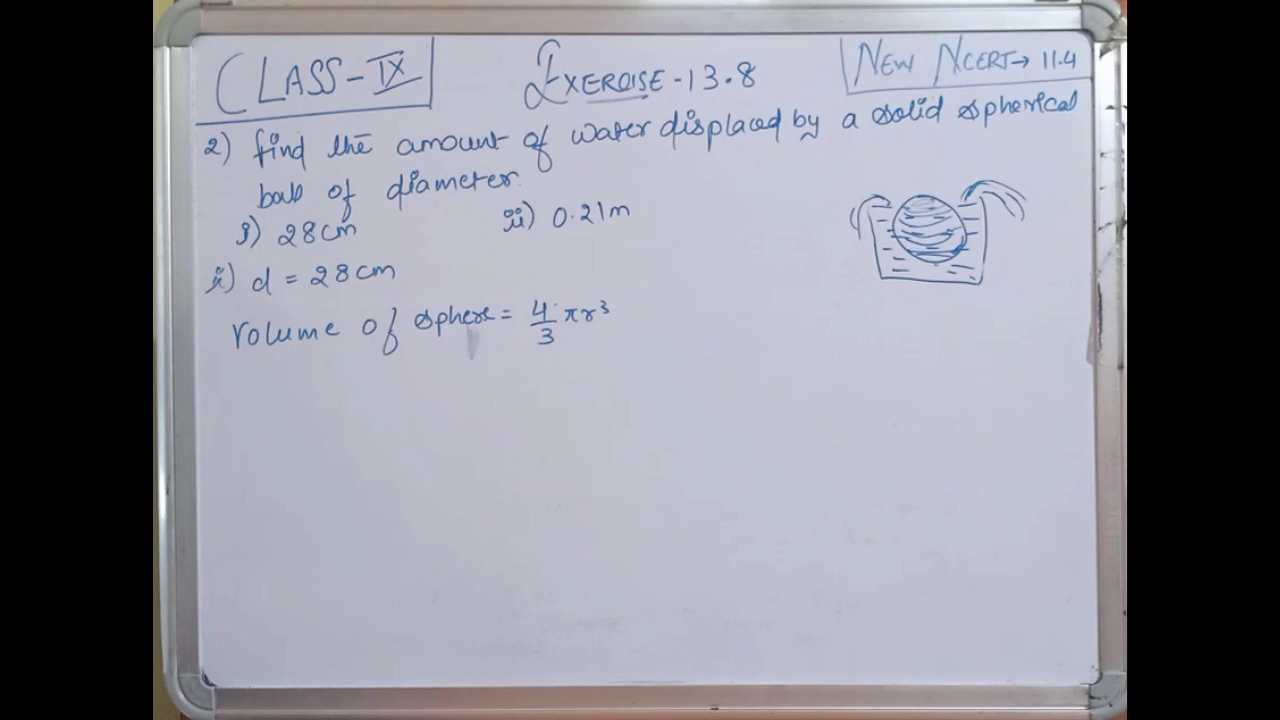 CLASS-IX
EXERCISE-13.8
NEW NCERT→ 11.4
2) find the amount of water displaced by a solid spherical
ball of diameter.
i) 28cm ii) 0.21m
i) d = 28cm
Volume of sphere = 4/3 πr³